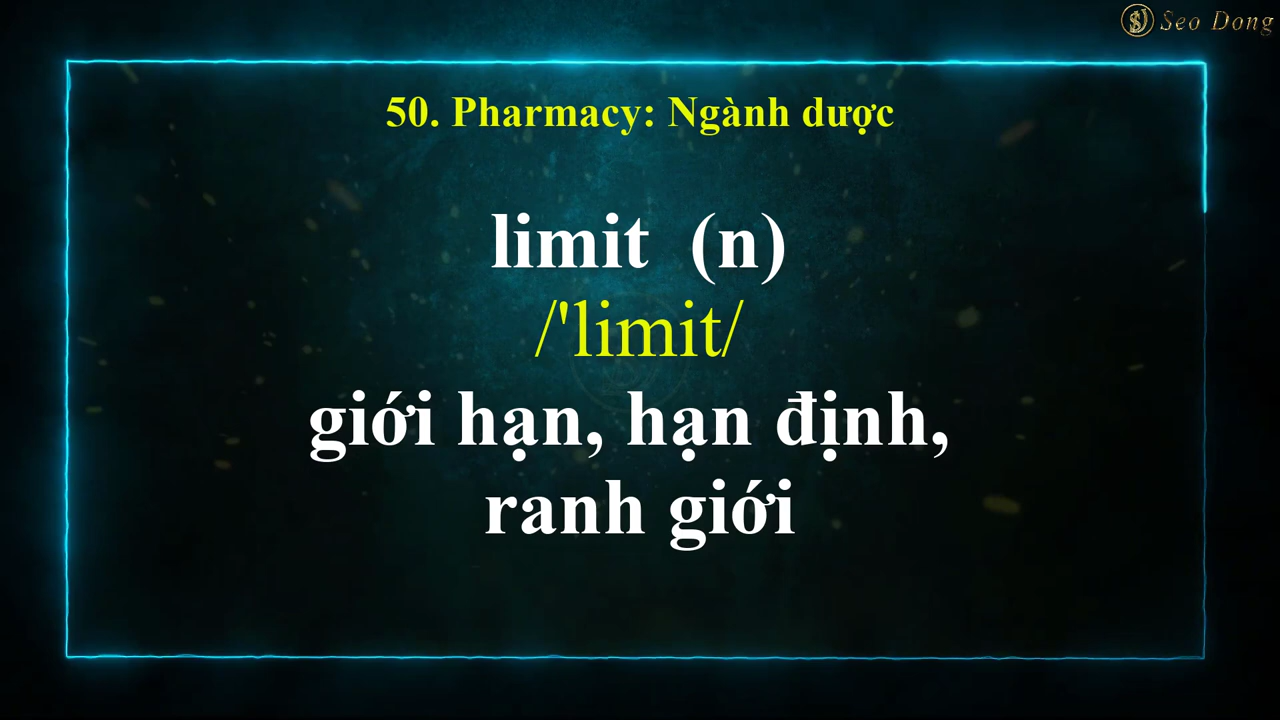 Seo Dong
50. Pharmacy: Ngành dược
limit (n)
/'limit/
giới hạn, hạn định,
ranh giới